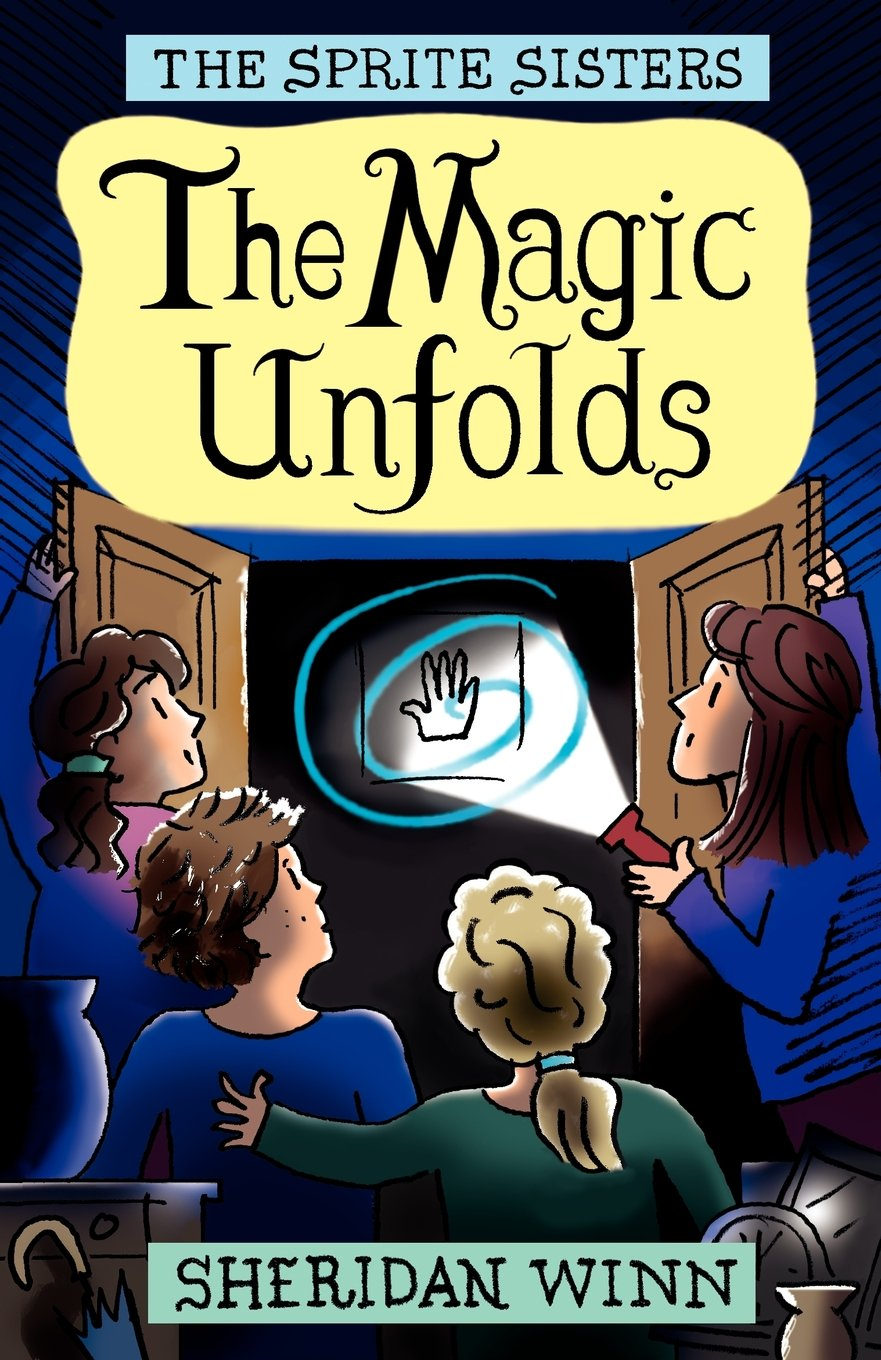 THE SPRITE SISTERS
The Magic
Unfolds
SHERIDAN WINN